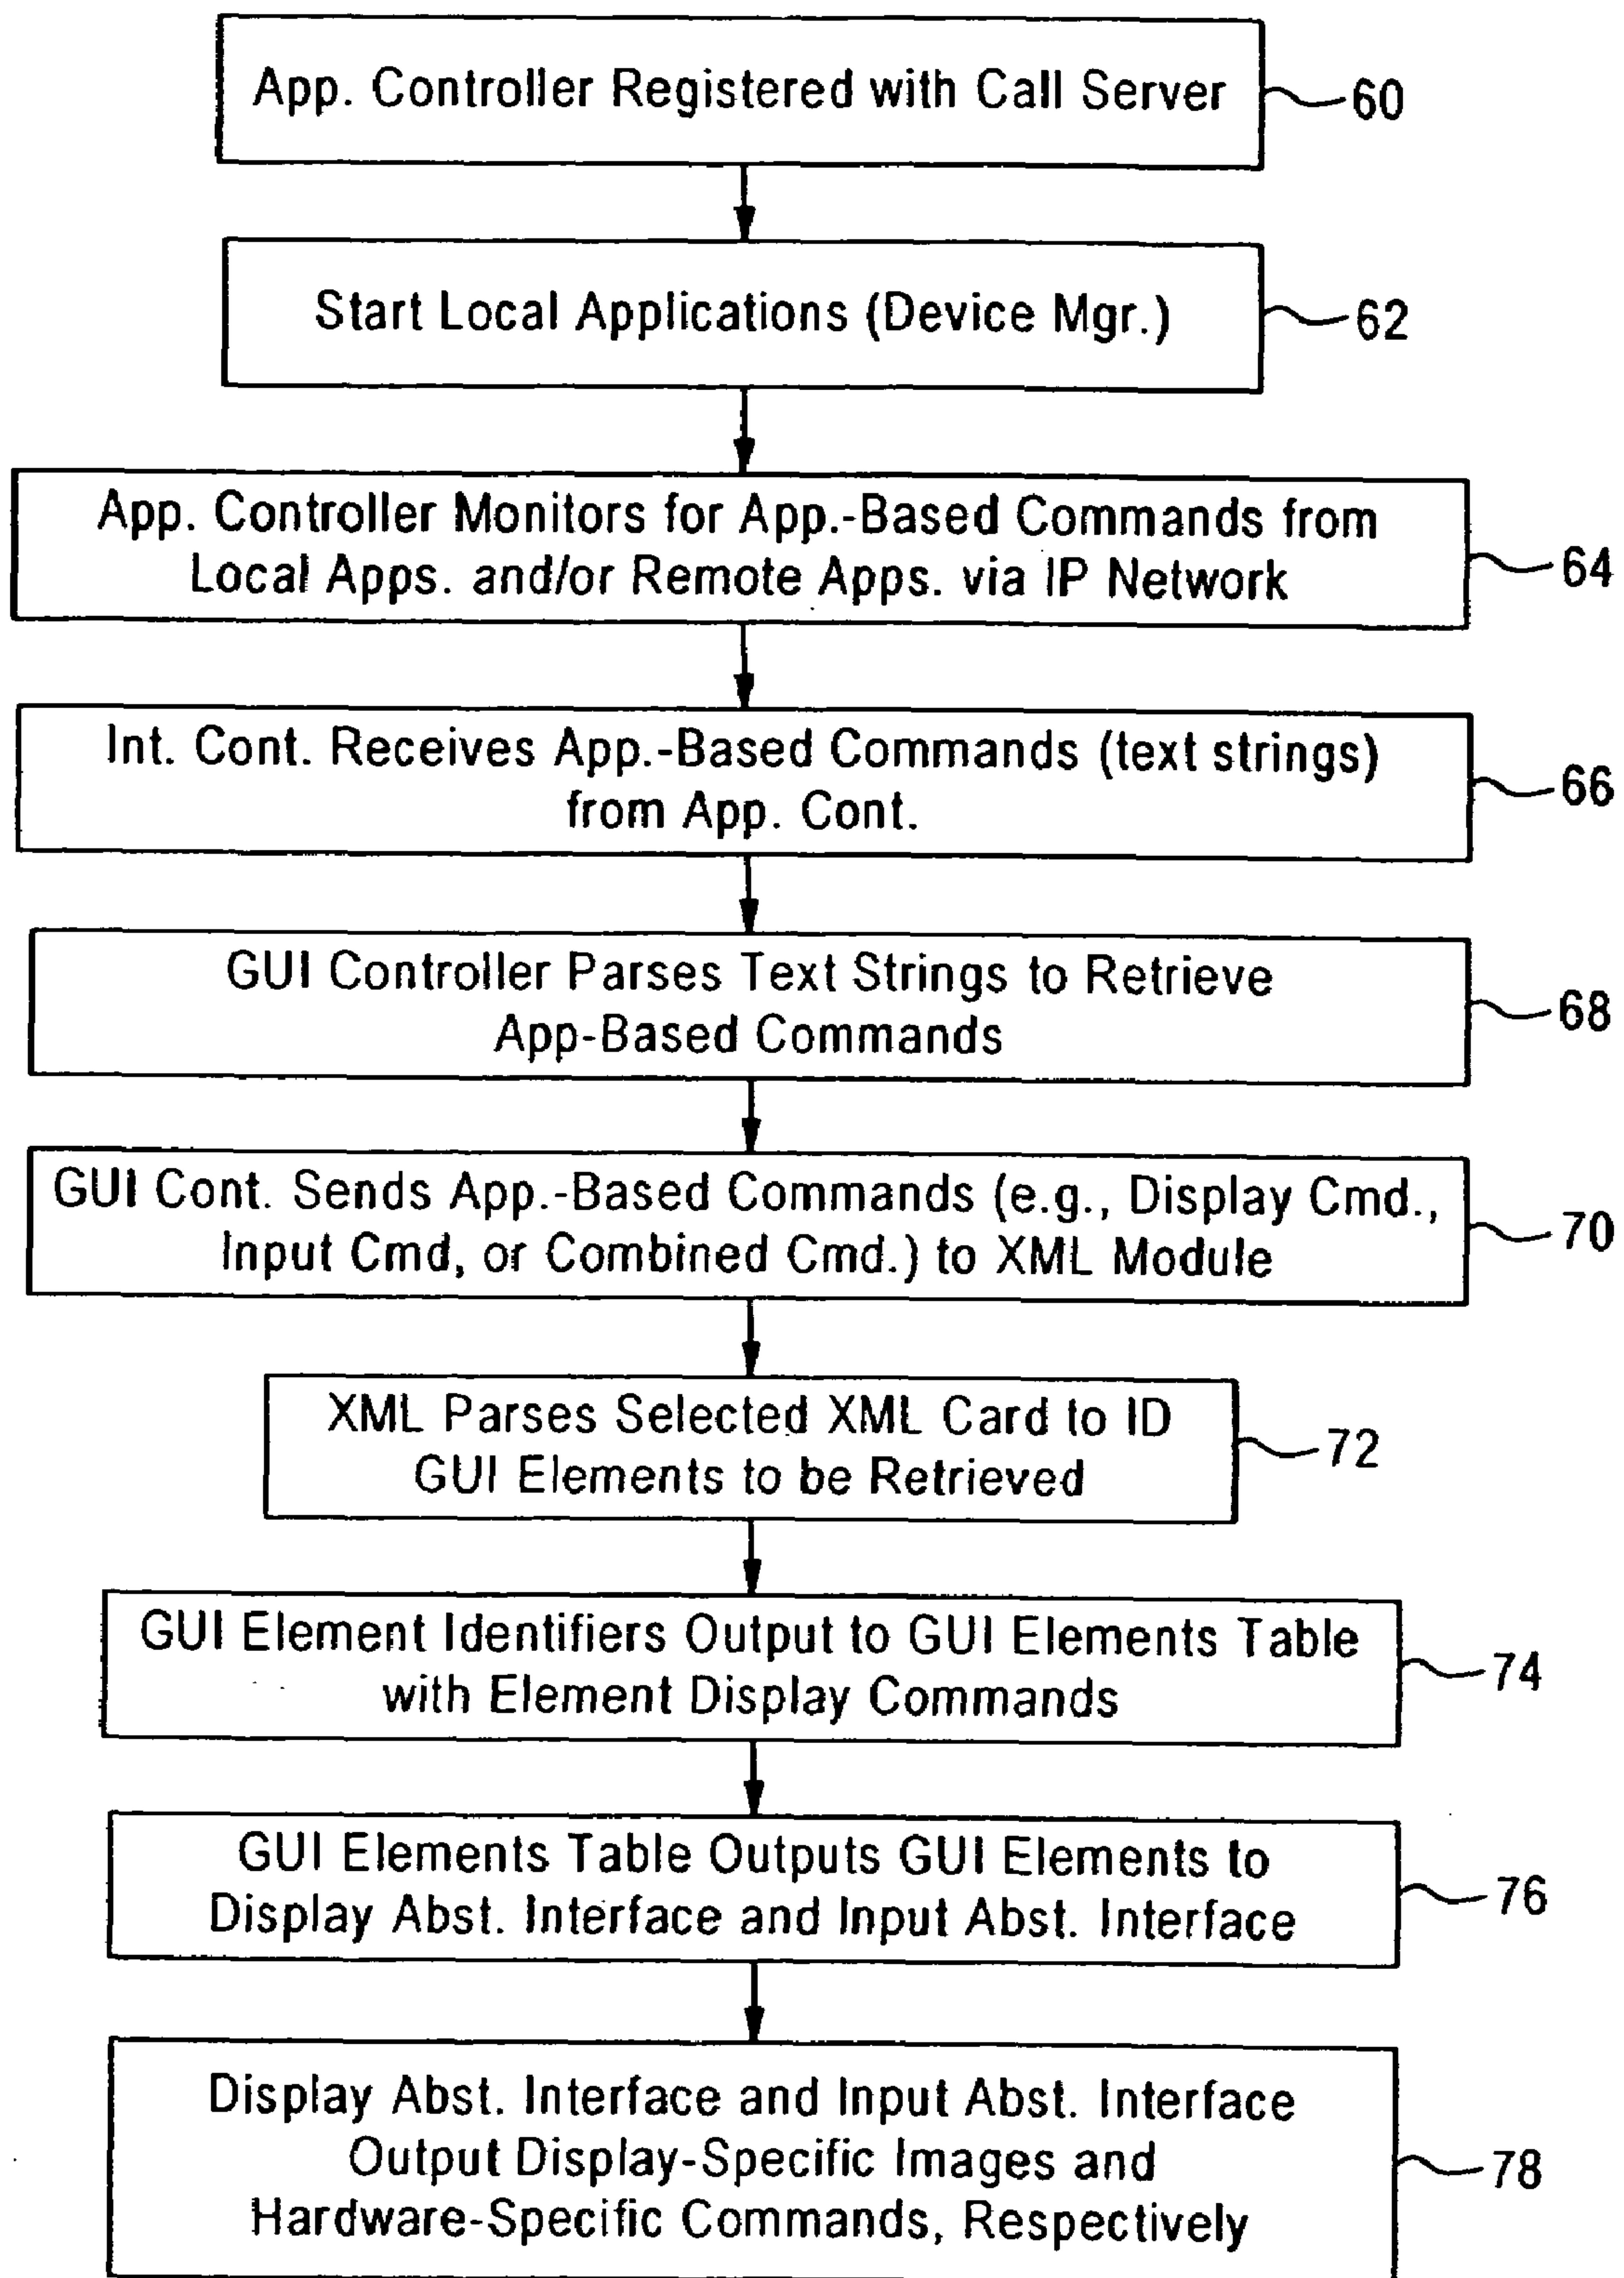 App. Controller Registered with Call Server
60
Start Local Applications (Device Mgr.)
62
App. Controller Monitors for App.-Based Commands from
Local Apps. and/or Remote Apps. via IP Network
64
Int. Cont. Receives App.-Based Commands (text strings)
from App. Cont.
66
GUI Controller Parses Text Strings to Retrieve
App-Based Commands
68
GUI Cont. Sends App.-Based Commands (e.g., Display Cmd.,
Input Cmd, or Combined Cmd.) to XML Module
70
XML Parses Selected XML Card to ID
GUI Elements to be Retrieved
72
GUI Element Identifiers Output to GUI Elements Table
with Element Display Commands
74
GUI Elements Table Outputs GUI Elements to
Display Abst. Interface and Input Abst. Interface
76
Display Abst. Interface and Input Abst. Interface
Output Display-Specific Images and
Hardware-Specific Commands, Respectively
78